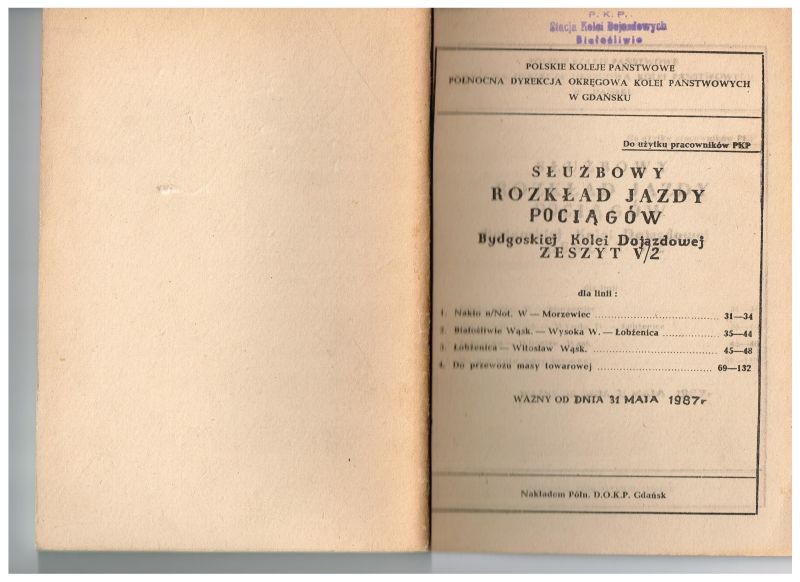 P. K. P.
Stacja Kolei Dojazdowych
Białośliwie
POLSKIE KOLEJE PAŃSTWOWE
PÓŁNOCNA DYREKCJA OKRĘGOWA KOLEI PAŃSTWOWYCH
W GDAŃSKU
Do użytku pracowników PKP
SŁUŻBOWY
ROZKŁAD JAZDY
POCIĄGÓW
Bydgoskiej Kolei Dojazdowej
ZESZYT V/2
dla linii :
1. Nakło n/Not. W — Morzewiec ........ 31—34
2. Białośliwie Wąsk. — Wysoka W. — Łobżenica ........ 35—44
3. Łobżenica — Witosław Wąsk. ........ 45—48
4. Do przewozu masy towarowej ........ 69—132
WAŻNY OD DNIA 31 MAJA 1987r
Nakładem Półn. D.O.K.P. Gdańsk